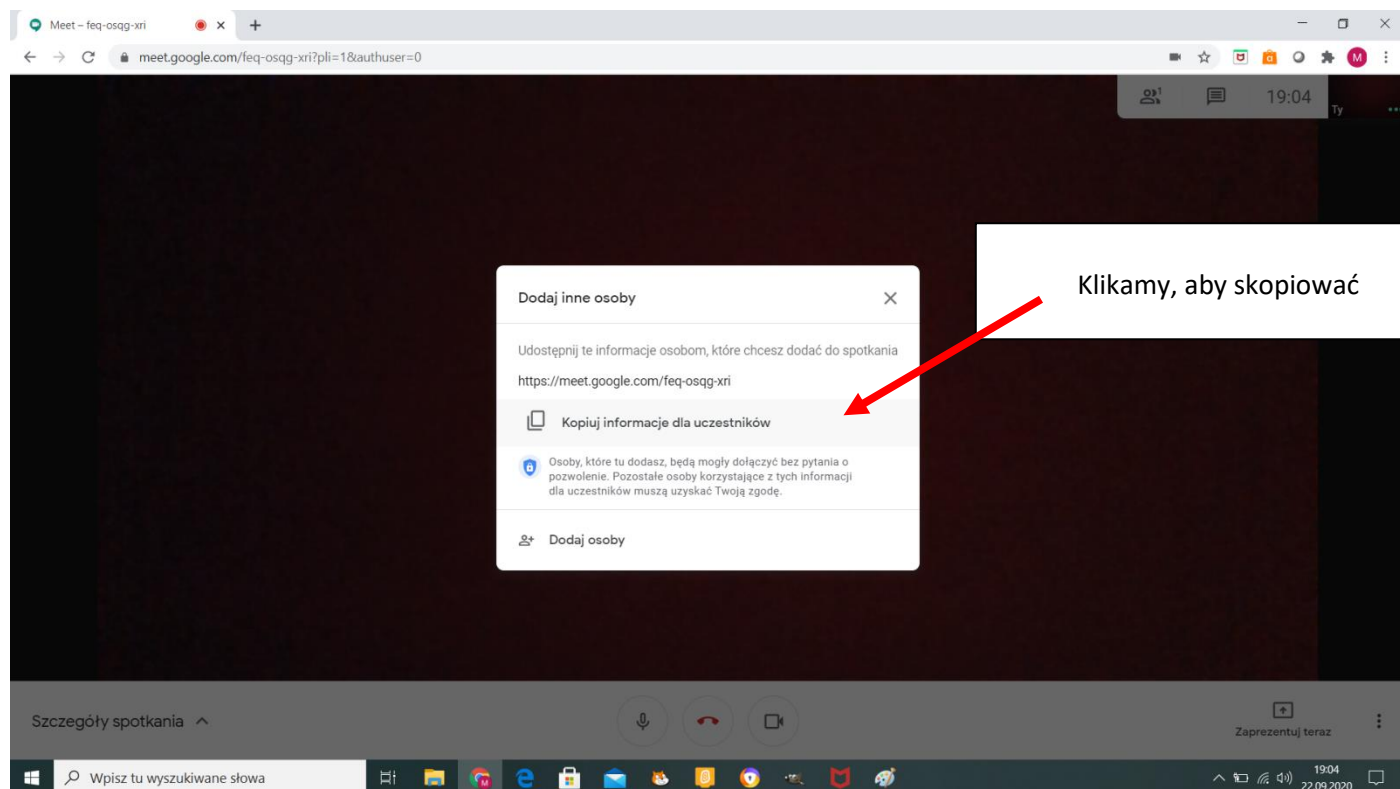 Meet – feq-osqg-xri
meet.google.com/feq-osqg-xri?pli=1&authuser=0
M
1
19:04
Ty
Klikamy, aby skopiować
Dodaj inne osoby
Udostępnij te informacje osobom, które chcesz dodać do spotkania
https://meet.google.com/feq-osqg-xri
Kopiuj informacje dla uczestników
Osoby, które tu dodasz, będą mogły dołączyć bez pytania o
pozwolenie. Pozostałe osoby korzystające z tych informacji
dla uczestników muszą uzyskać Twoją zgodę.
Dodaj osoby
Szczegóły spotkania
Zaprezentuj teraz
Wpisz tu wyszukiwane słowa
19:04
22.09.2020